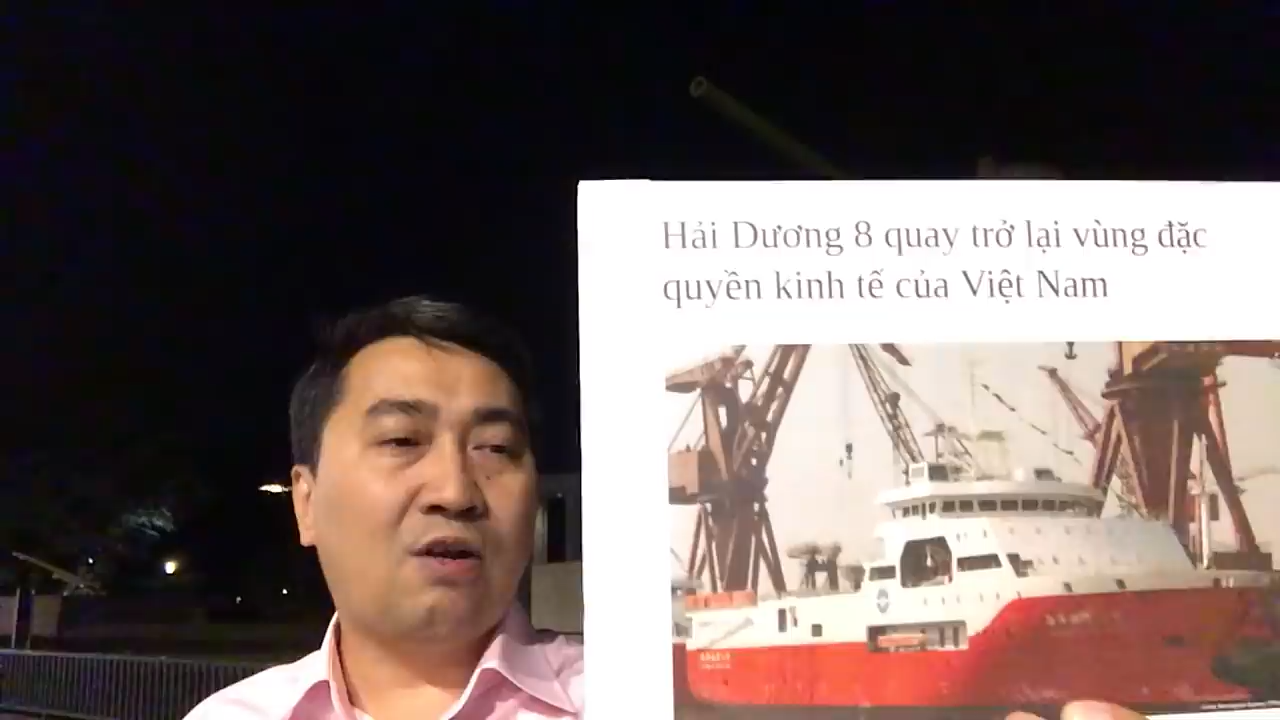 Hải Dương 8 quay trở lại vùng đặc
quyền kinh tế của Việt Nam